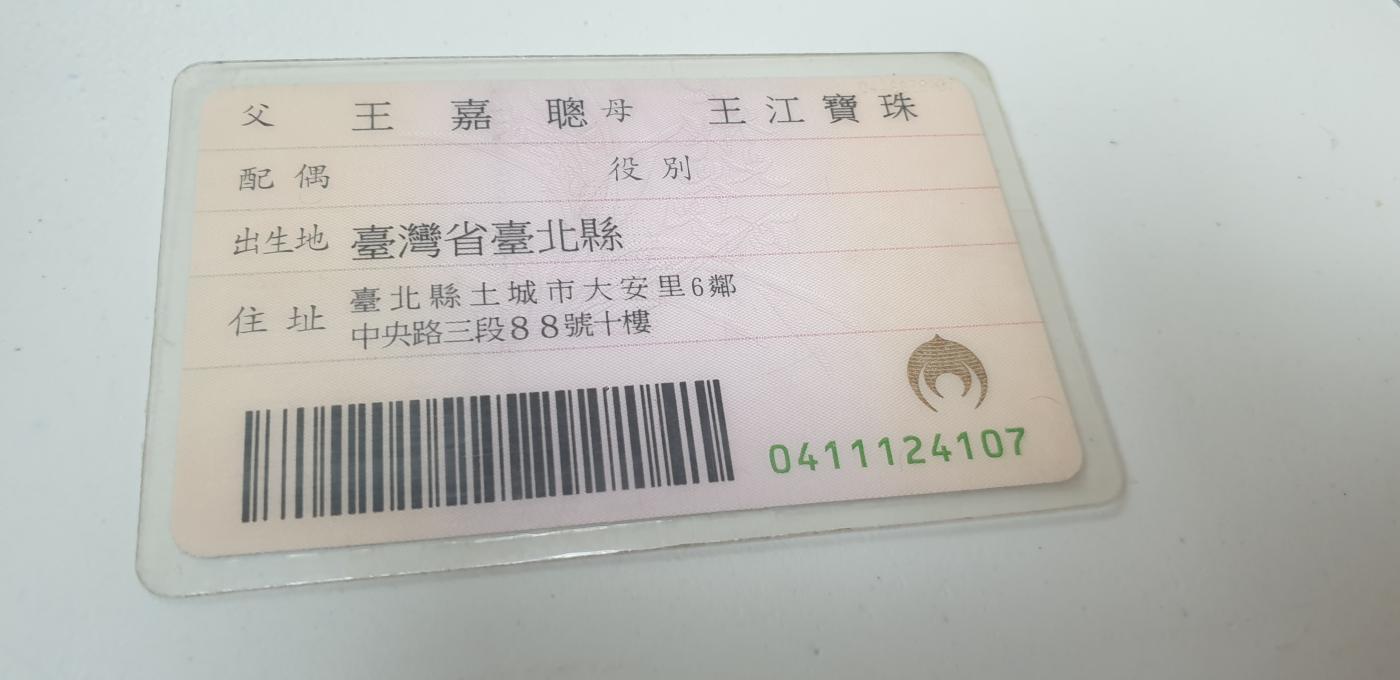 父 王嘉聰 母 王江寶珠
配偶 役別
出生地 臺灣省臺北縣
住址 臺北縣土城市大安里6鄰
中央路三段88號十樓
0411124107